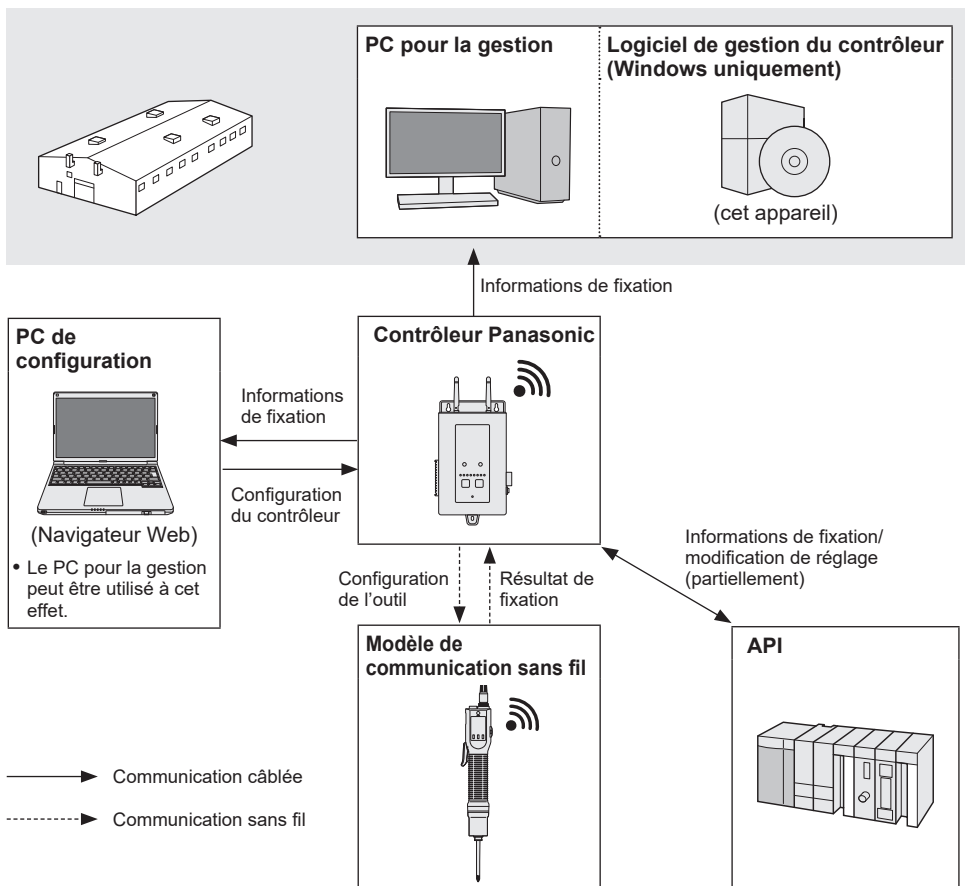 PC pour la gestion
Logiciel de gestion du contrôleur
(Windows uniquement)
(cet appareil)
Informations de fixation
PC de
configuration
(Navigateur Web)
• Le PC pour la gestion
peut être utilisé à cet
effet.
Informations
de fixation
Configuration
du contrôleur
Contrôleur Panasonic
Configuration
de l’outil
Résultat de
fixation
Informations de fixation/
modification de réglage
(partiellement)
Modèle de
communication sans fil
API
Communication câblée
Communication sans fil